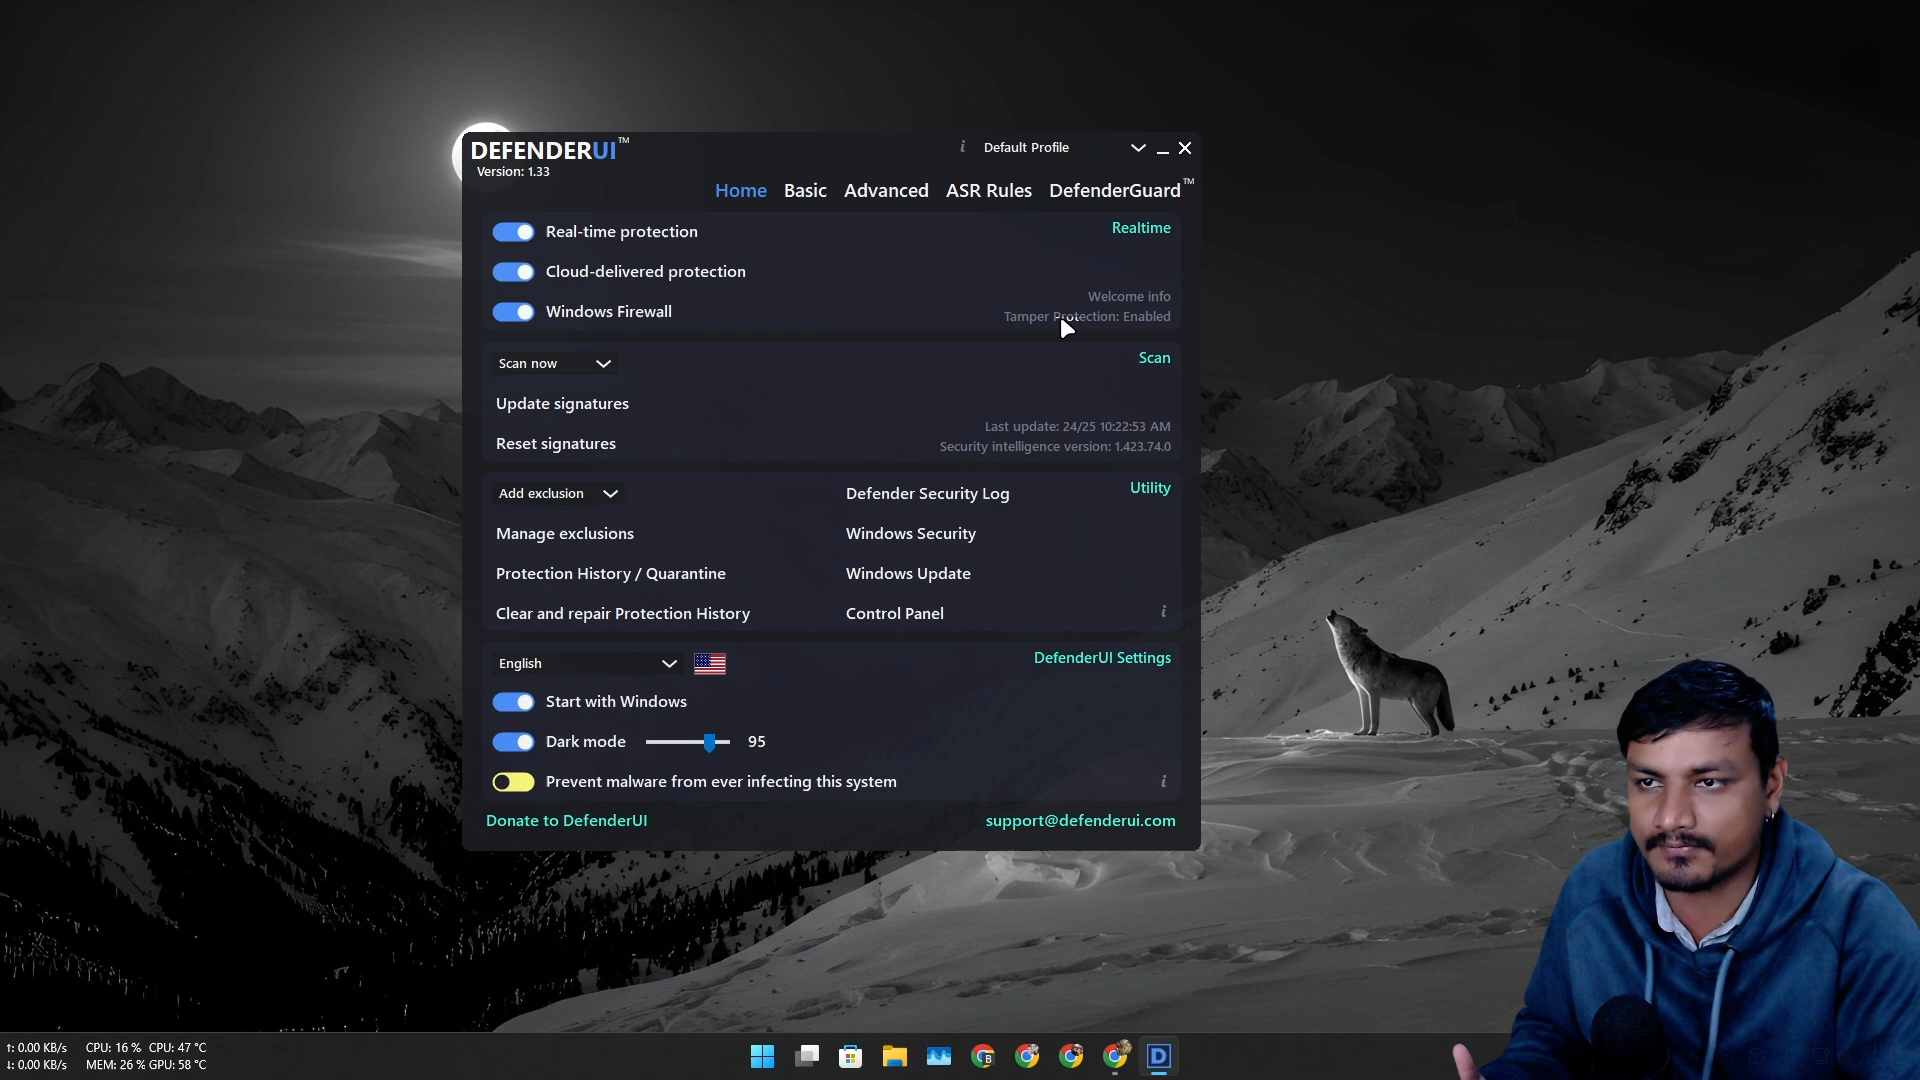 DEFENDERUI™
Version: 1.33
i Default Profile
Home Basic Advanced ASR Rules DefenderGuard™
Real-time protection
Realtime
Cloud-delivered protection
Windows Firewall
Welcome info
Tamper Protection: Enabled
Scan now
Scan
Update signatures
Reset signatures
Last update: 24/25 10:22:53 AM
Security intelligence version: 1.423.74.0
Add exclusion
Defender Security Log
Utility
Manage exclusions
Windows Security
Protection History / Quarantine
Windows Update
Clear and repair Protection History
Control Panel
i
English
DefenderUI Settings
Start with Windows
Dark mode
95
Prevent malware from ever infecting this system
i
Donate to DefenderUI
support@defenderui.com
↑: 0.00 KB/s CPU: 16 % CPU: 47 °C
↓: 0.00 KB/s MEM: 26 % GPU: 58 °C
B
D